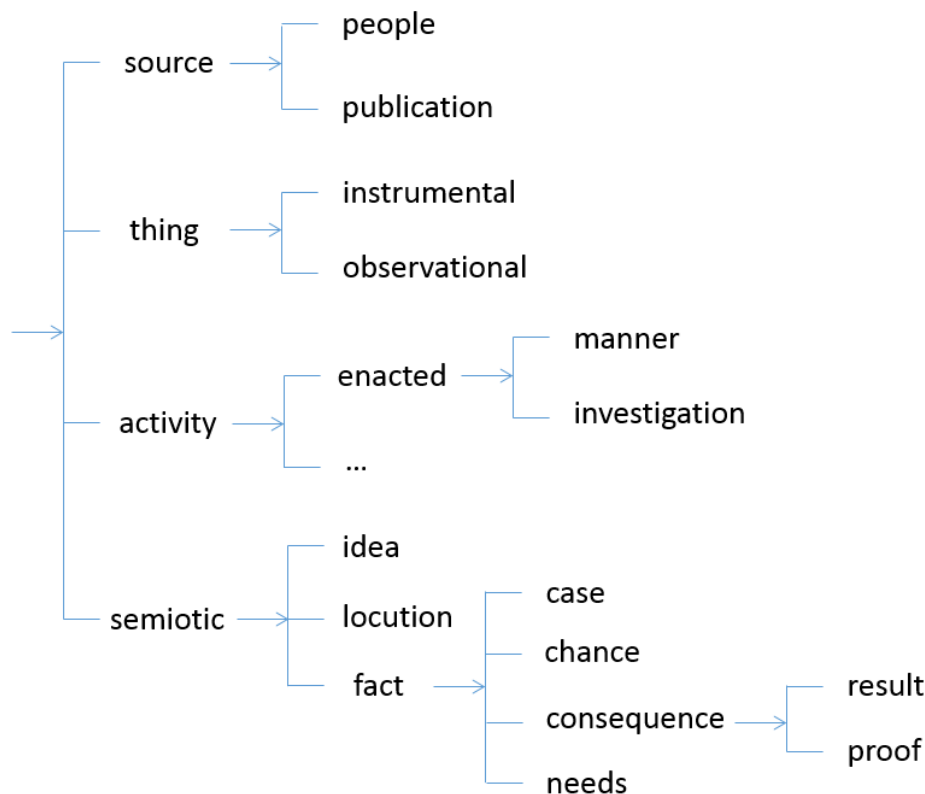 people
source
publication
instrumental
thing
observational
manner
enacted
investigation
activity
...
idea
case
semiotic
locution
chance
fact
result
consequence
proof
needs